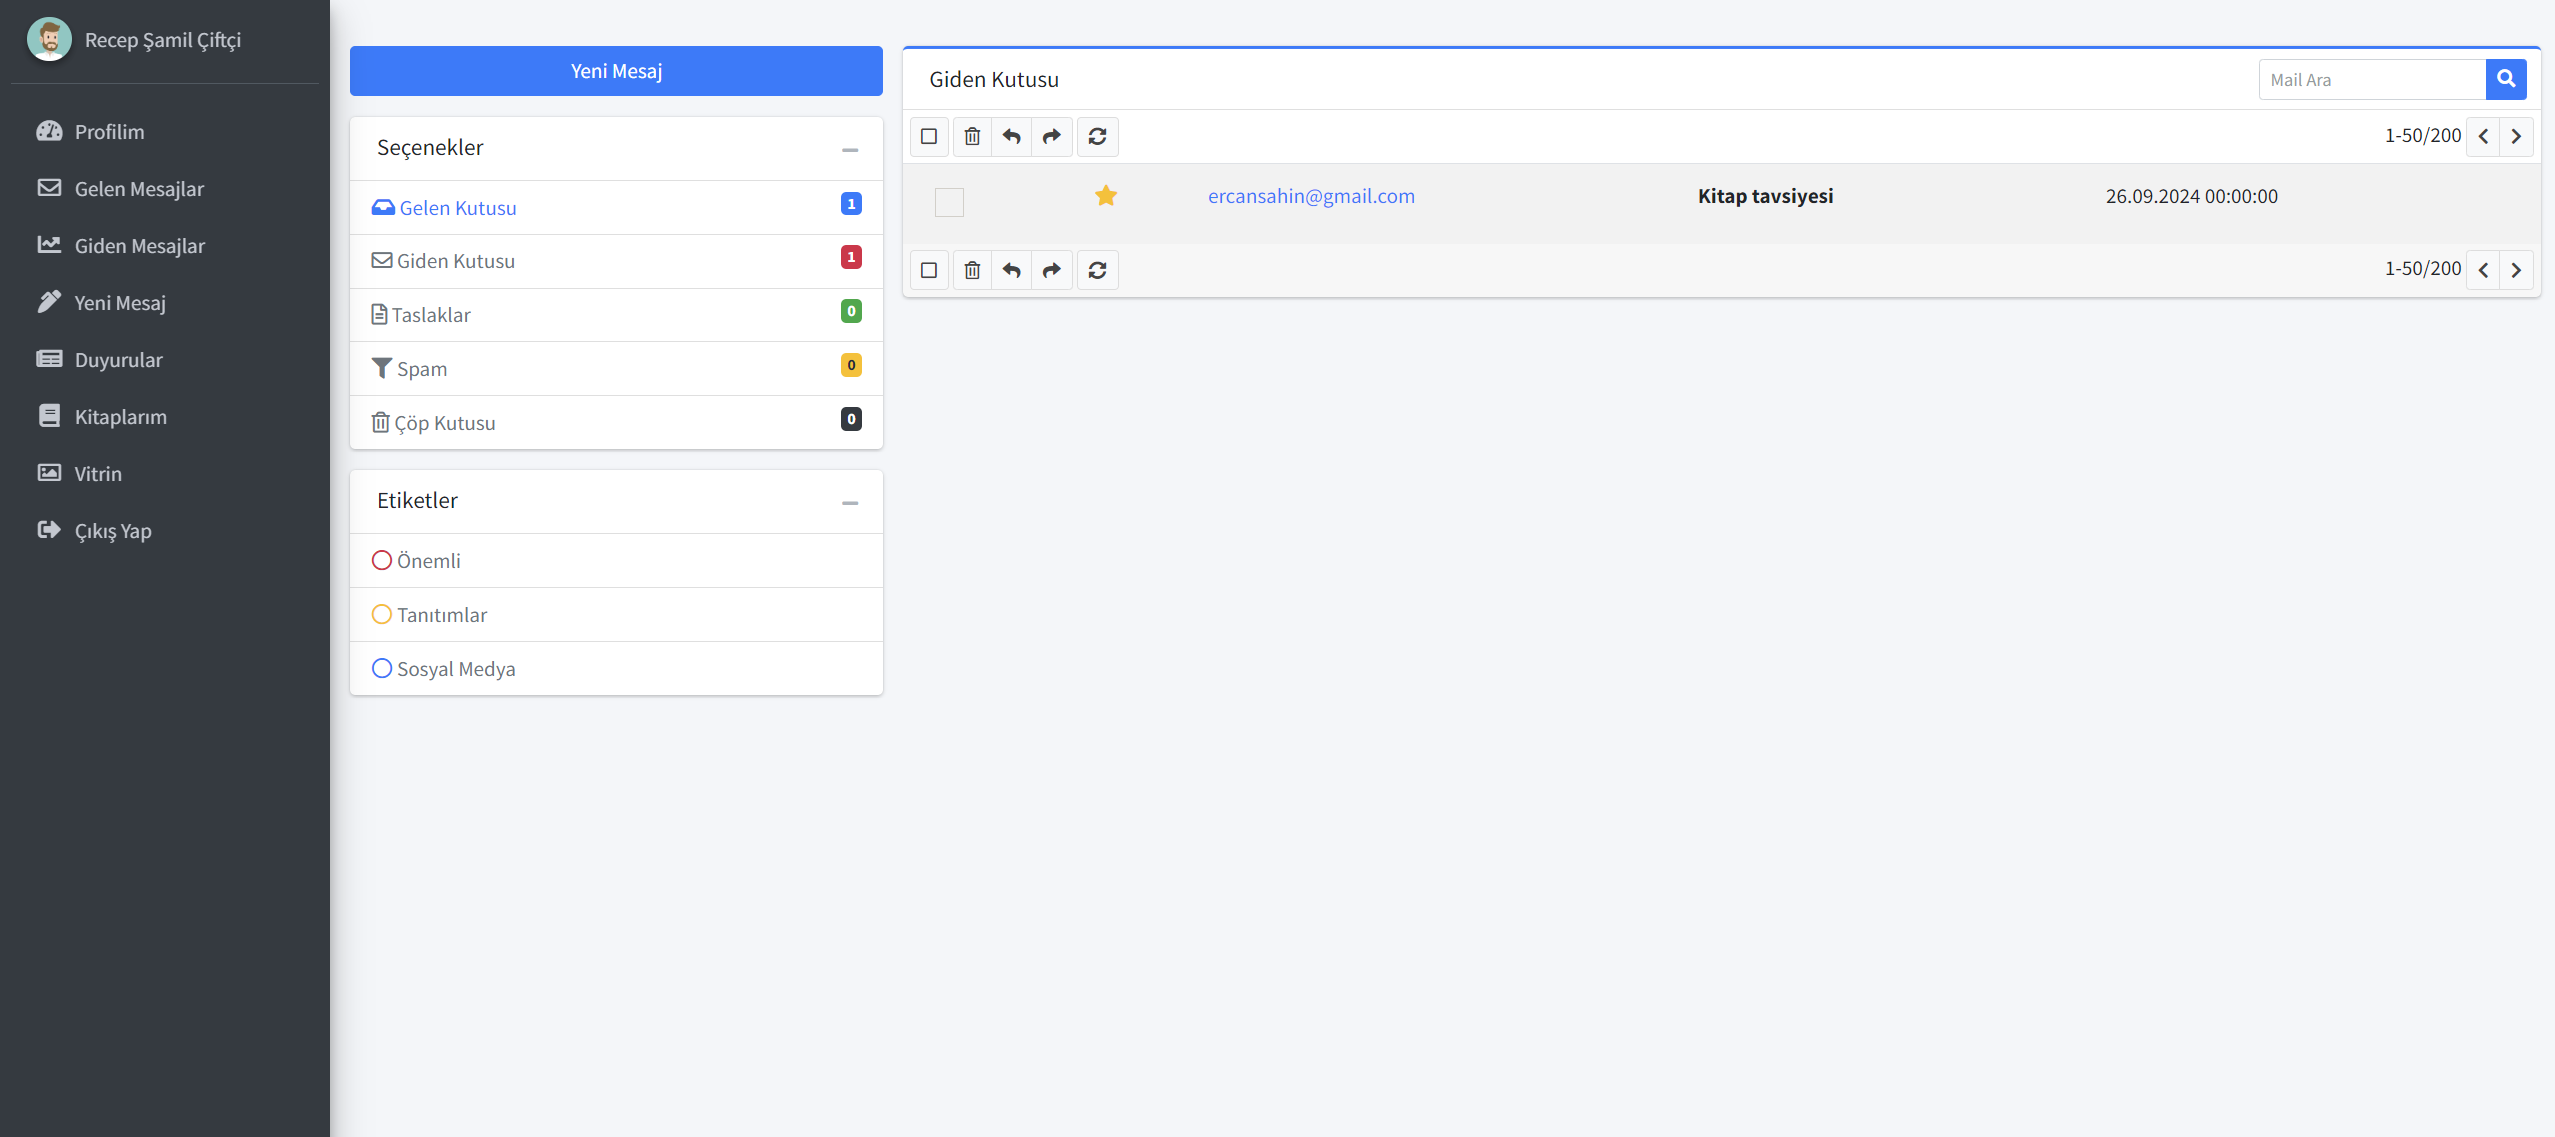 Recep Şamil Çiftçi
Profilim
Gelen Mesajlar
Giden Mesajlar
Yeni Mesaj
Duyurular
Kitaplarım
Vitrin
Çıkış Yap
Yeni Mesaj
Seçenekler
Gelen Kutusu 1
Giden Kutusu 1
Taslaklar 0
Spam 0
Çöp Kutusu 0
Etiketler
Önemli
Tanıtımlar
Sosyal Medya
Giden Kutusu
Mail Ara
1-50/200
ercansahin@gmail.com Kitap tavsiyesi 26.09.2024 00:00:00
1-50/200